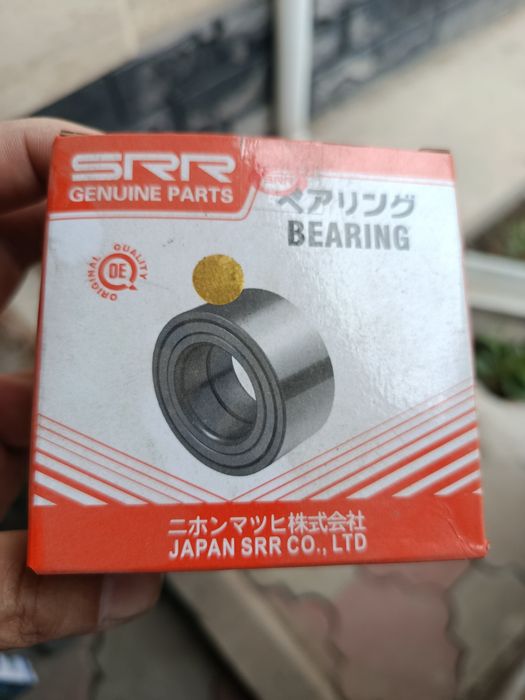 SRR
GENUINE PARTS
ベアリング
BEARING
ORIGINAL QUALITY
OE
ニホンマツヒ株式会社
JAPAN SRR CO., LTD